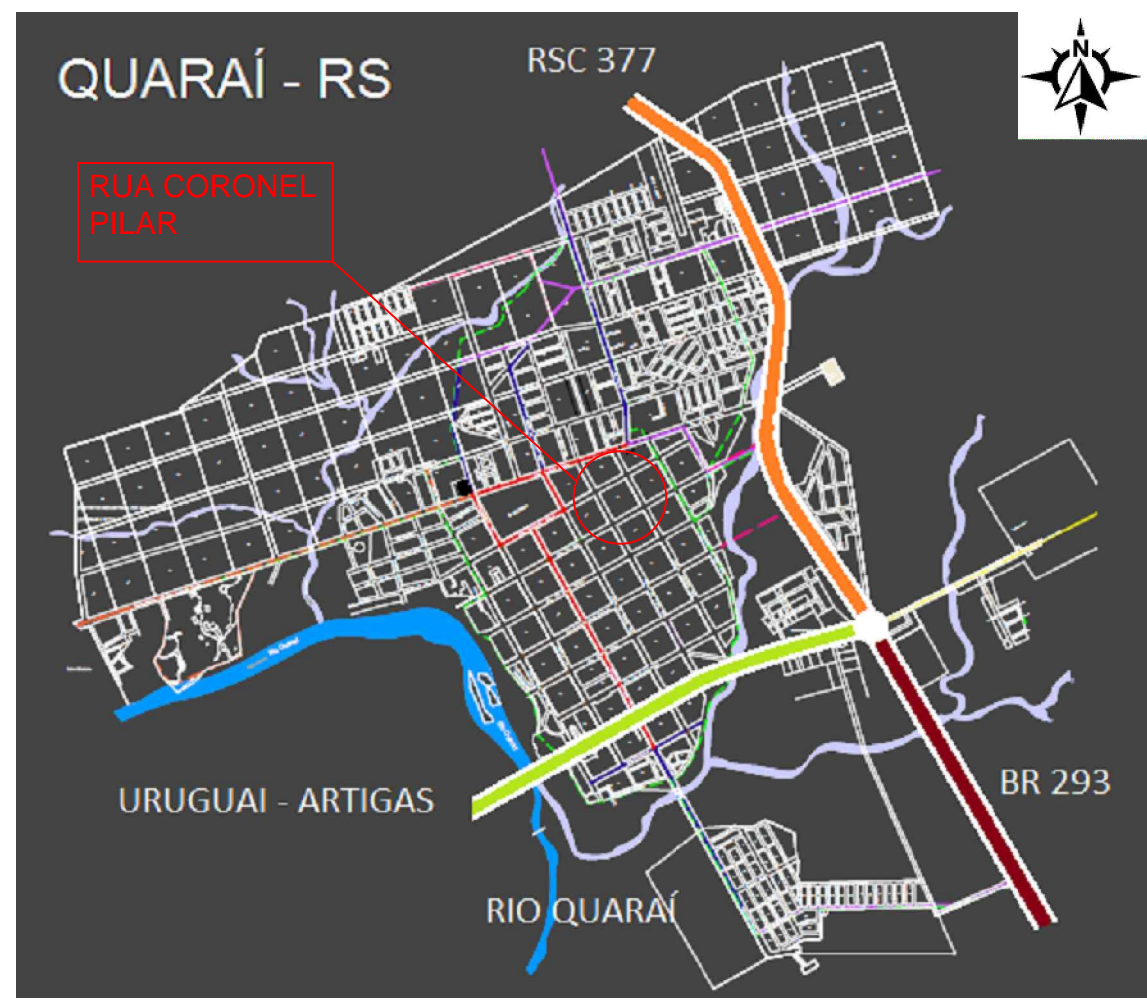 QUARAÍ - RS
RSC 377
N
RUA CORONEL
PILAR
URUGUAI - ARTIGAS
BR 293
RIO QUARAÍ